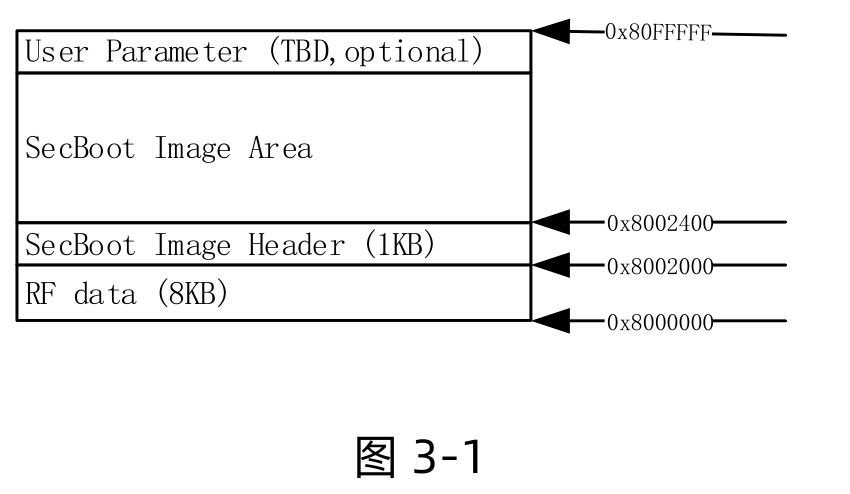 0x80FFFFF
User Parameter (TBD,optional)
SecBoot Image Area
0x8002400
SecBoot Image Header (1KB)
0x8002000
RF data (8KB)
0x8000000
图 3-1